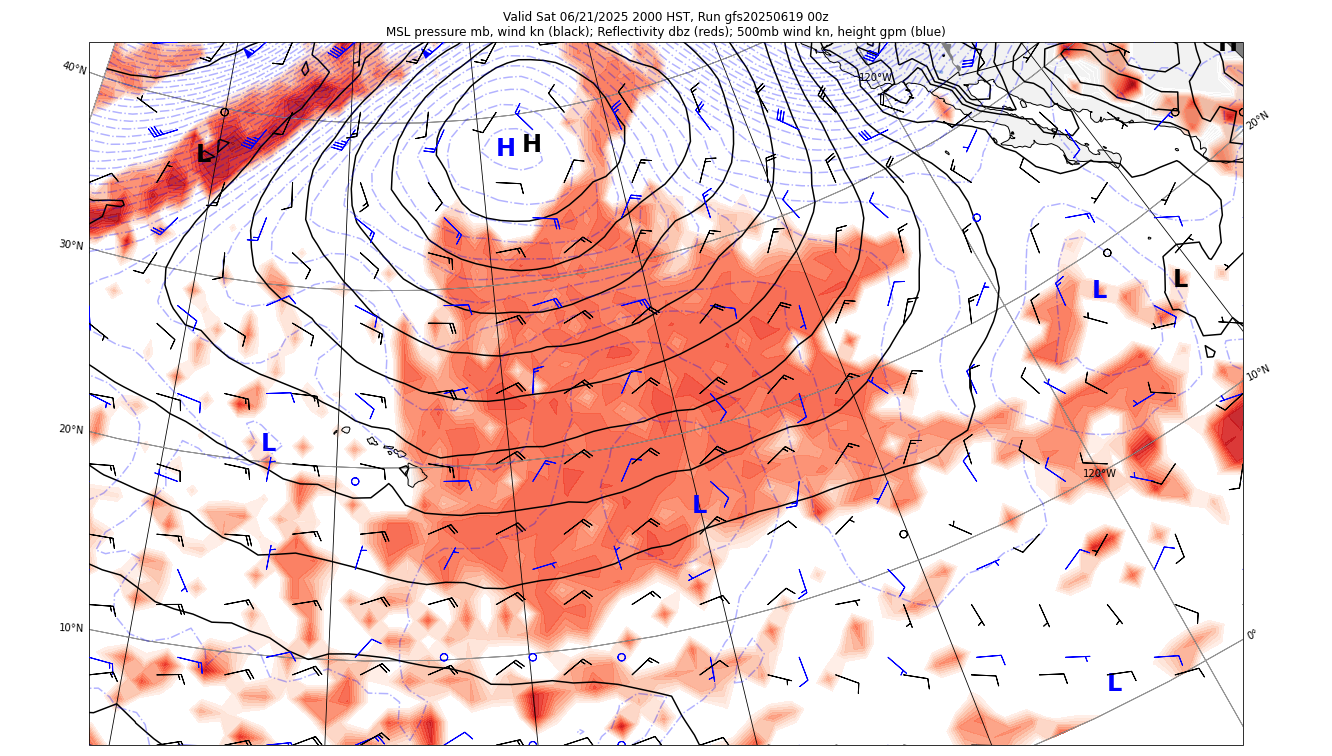 Valid Sat 06/21/2025 2000 HST, Run gfs20250619 00z
MSL pressure mb, wind kn (black); Reflectivity dbz (reds); 500mb wind kn, height gpm (blue)
H
40°N
120°W
20°N
L
H H
30°N
L
L
10°N
20°N
L
120°W
L
10°N
0°
L